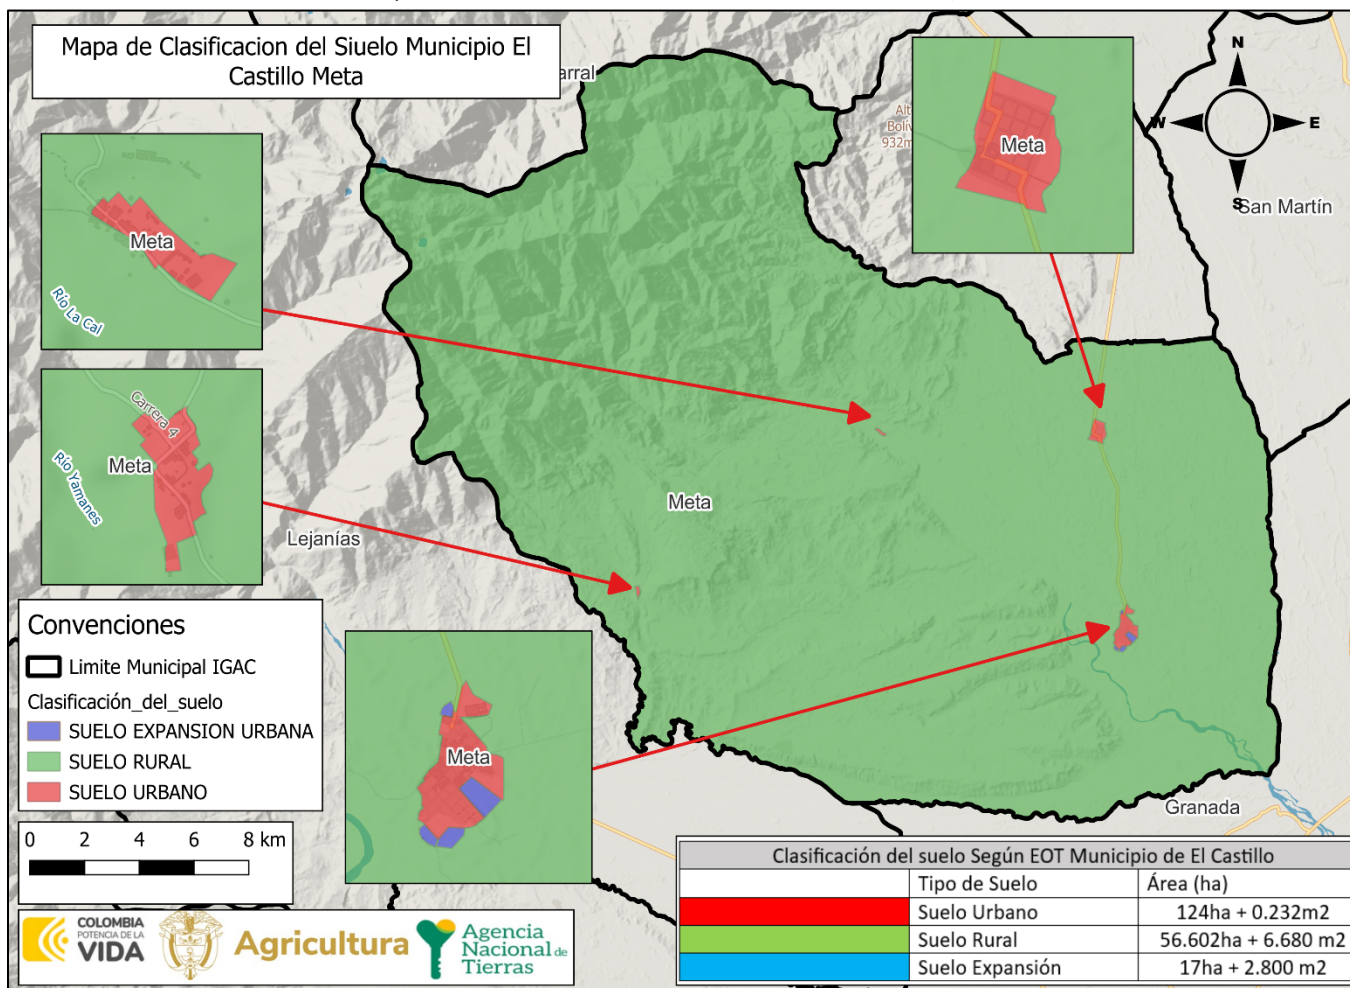 Mapa de Clasificacion del Siuelo Municipio El
Castillo Meta
arral
Alt
Bolív
932m
Meta
N
W
E
S
San Martín
Meta
Río La Cal
Carrera 4
Meta
Río Yamanes
Meta
Lejanías
Convenciones
Limite Municipal IGAC
Clasificación_del_suelo
SUELO EXPANSION URBANA
SUELO RURAL
SUELO URBANO
0 2 4 6 8 km
Meta
Granada
Clasificación del suelo Según EOT Municipio de El Castillo
Tipo de Suelo Área (ha)
Suelo Urbano 124ha + 0.232m2
Suelo Rural 56.602ha + 6.680 m2
Suelo Expansión 17ha + 2.800 m2
COLOMBIA
POTENCIA DE LA
VIDA
Agricultura
Agencia
Nacional de
Tierras